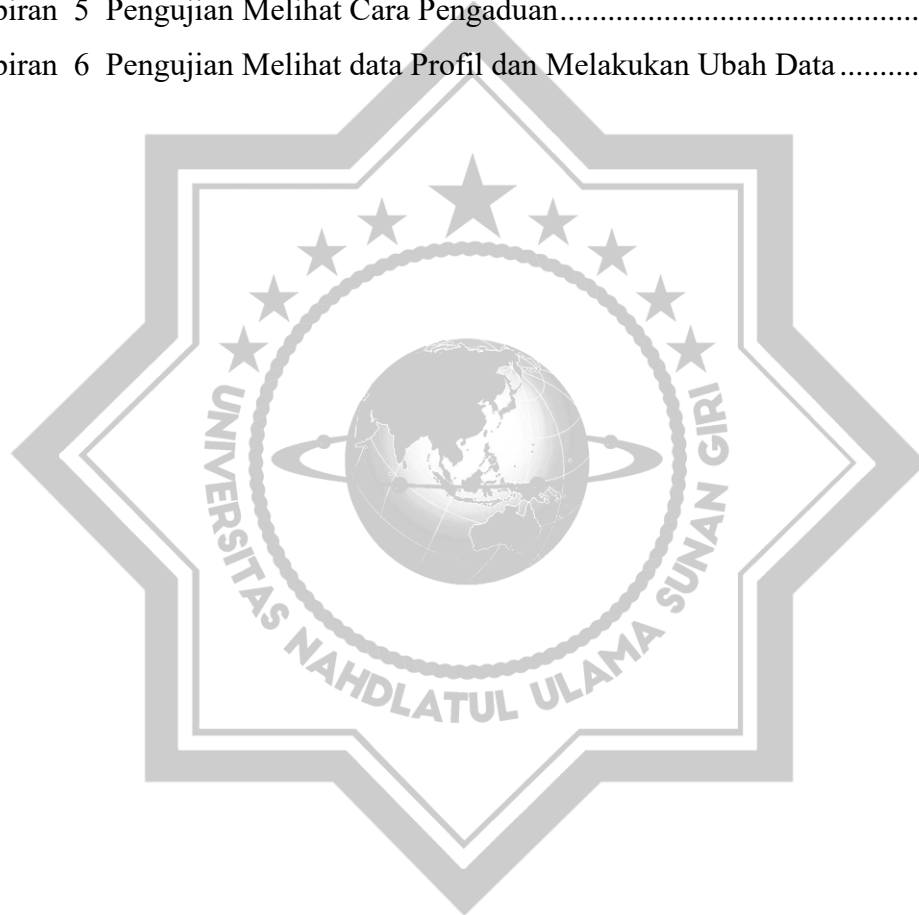 piran 5 Pengujian Melihat Cara Pengaduan........................................
piran 6 Pengujian Melihat data Profil dan Melakukan Ubah Data..........
UNIVERSITAS NAHDLATUL ULAMA SUNAN GIRI